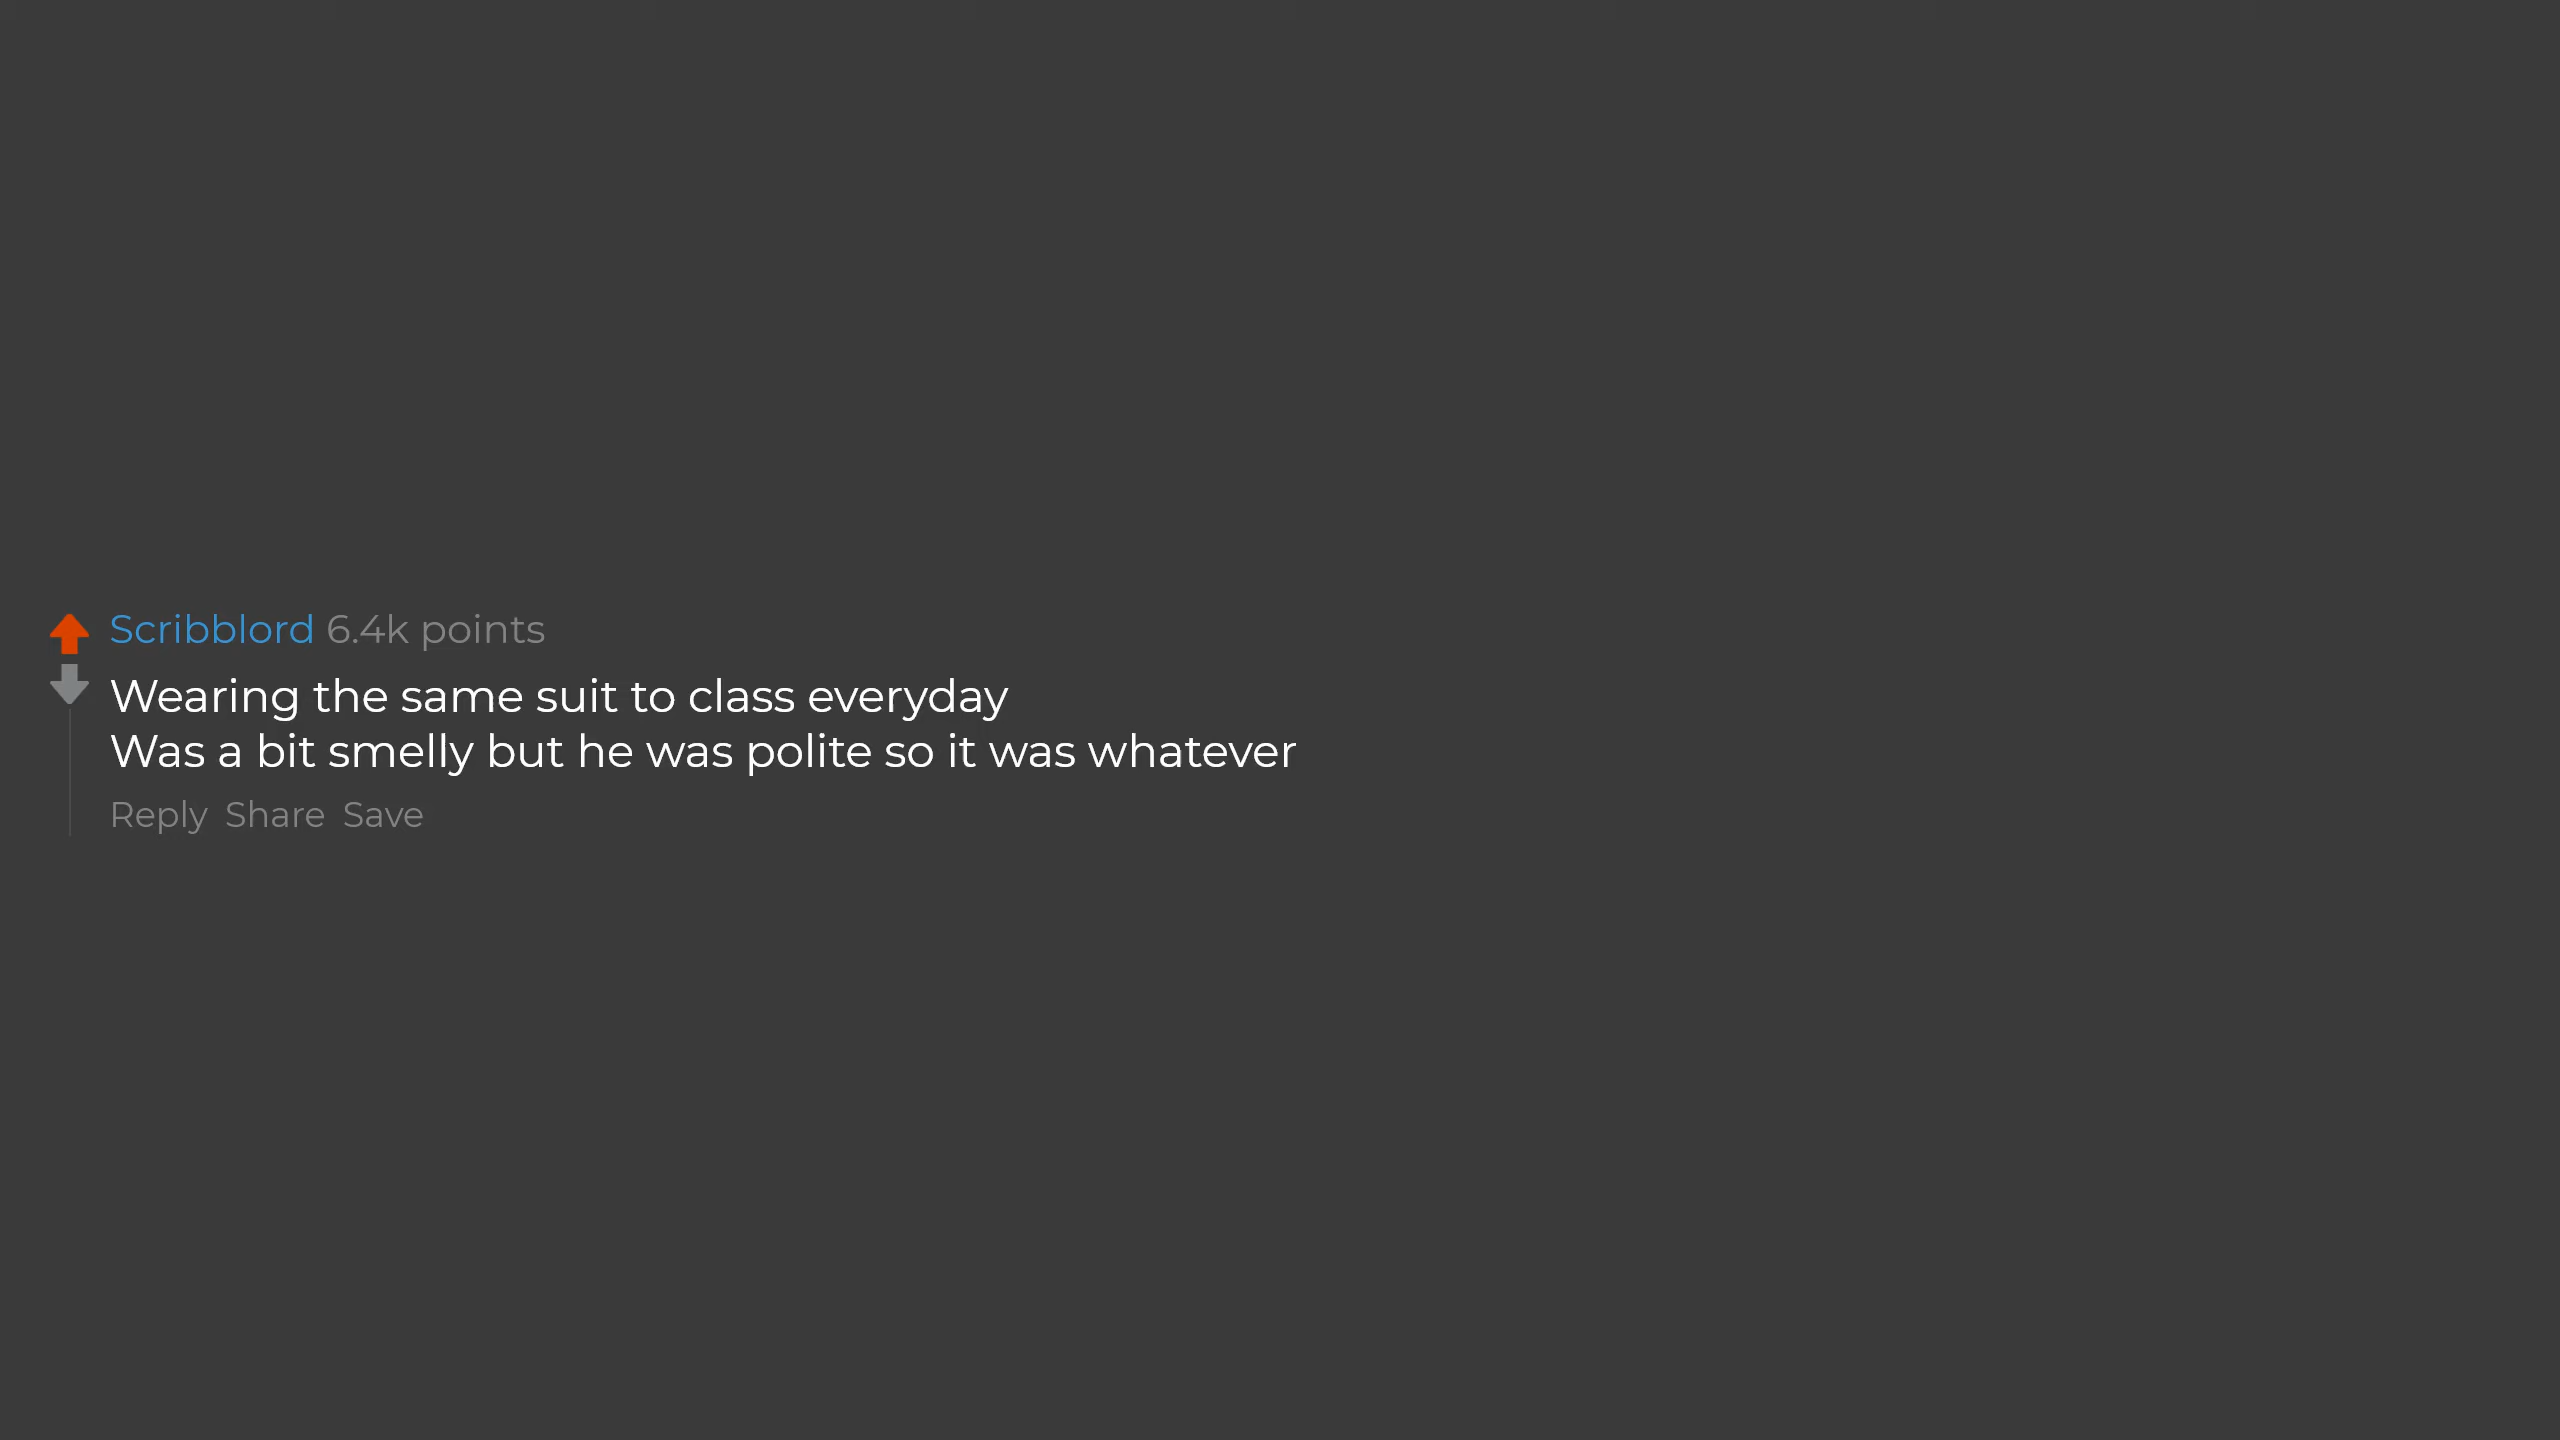 Scribblord 6.4k points
Wearing the same suit to class everyday
Was a bit smelly but he was polite so it was whatever
Reply Share Save